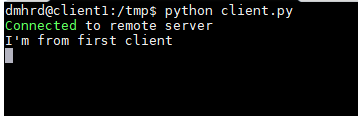 dmhrd@client1:/tmp$ python client.py
Connected to remote server
I'm from first client